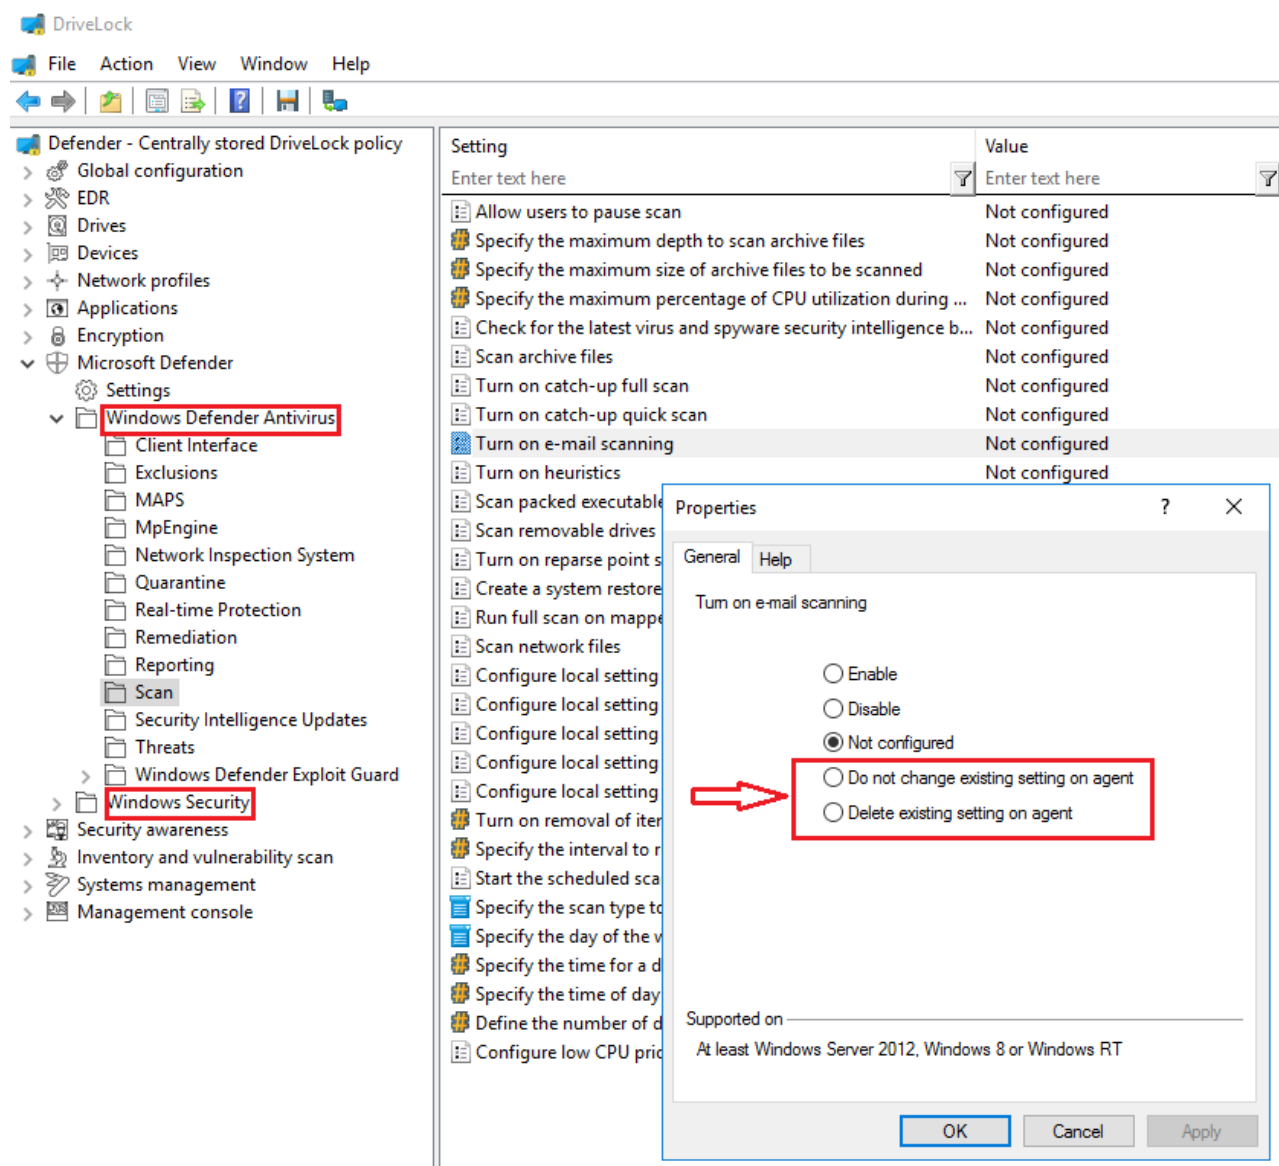 DriveLock
File Action View Window Help
Defender - Centrally stored DriveLock policy
Global configuration
EDR
Drives
Devices
Network profiles
Applications
Encryption
Microsoft Defender
Settings
Windows Defender Antivirus
Client Interface
Exclusions
MAPS
MpEngine
Network Inspection System
Quarantine
Real-time Protection
Remediation
Reporting
Scan
Security Intelligence Updates
Threats
Windows Defender Exploit Guard
Windows Security
Security awareness
Inventory and vulnerability scan
Systems management
Management console
Setting Value
Enter text here Enter text here
Allow users to pause scan Not configured
Specify the maximum depth to scan archive files Not configured
Specify the maximum size of archive files to be scanned Not configured
Specify the maximum percentage of CPU utilization during ... Not configured
Check for the latest virus and spyware security intelligence b... Not configured
Scan archive files Not configured
Turn on catch-up full scan Not configured
Turn on catch-up quick scan Not configured
Turn on e-mail scanning Not configured
Turn on heuristics Not configured
Scan packed executable
Scan removable drives
Turn on reparse point s
Create a system restore
Run full scan on mappe
Scan network files
Configure local setting
Configure local setting
Configure local setting
Configure local setting
Configure local setting
Turn on removal of iter
Specify the interval to r
Start the scheduled sca
Specify the scan type to
Specify the day of the w
Specify the time for a d
Specify the time of day
Define the number of d
Configure low CPU pric
Properties ?
General Help
Turn on e-mail scanning
Enable
Disable
Not configured
Do not change existing setting on agent
Delete existing setting on agent
Supported on
At least Windows Server 2012, Windows 8 or Windows RT
OK Cancel Apply